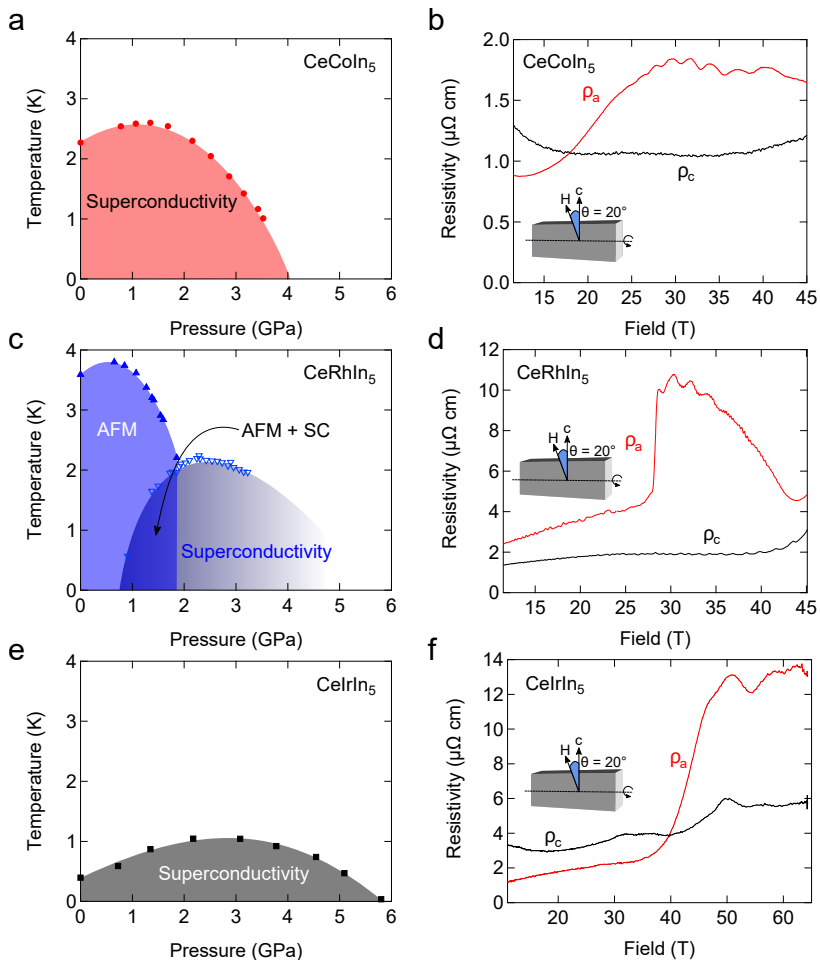 a
CeCoIn5
Temperature (K)
4
3
2
1
0
Superconductivity
0 1 2 3 4 5 6
Pressure (GPa)
b
CeCoIn5
Resistivity (μΩ cm)
2.0
1.5
1.0
0.5
0.0
ρa
ρc
H c θ = 20°
15 20 25 30 35 40 45
Field (T)
c
CeRhIn5
Temperature (K)
4
3
2
1
0
AFM
AFM + SC
Superconductivity
0 1 2 3 4 5 6
Pressure (GPa)
d
CeRhIn5
Resistivity (μΩ cm)
12
10
8
6
4
2
0
ρa
ρc
H c θ = 20°
15 20 25 30 35 40 45
Field (T)
e
CeIrIn5
Temperature (K)
4
3
2
1
0
Superconductivity
0 1 2 3 4 5 6
Pressure (GPa)
f
CeIrIn5
Resistivity (μΩ cm)
14
12
10
8
6
4
2
0
ρa
ρc
H c θ = 20°
20 30 40 50 60
Field (T)